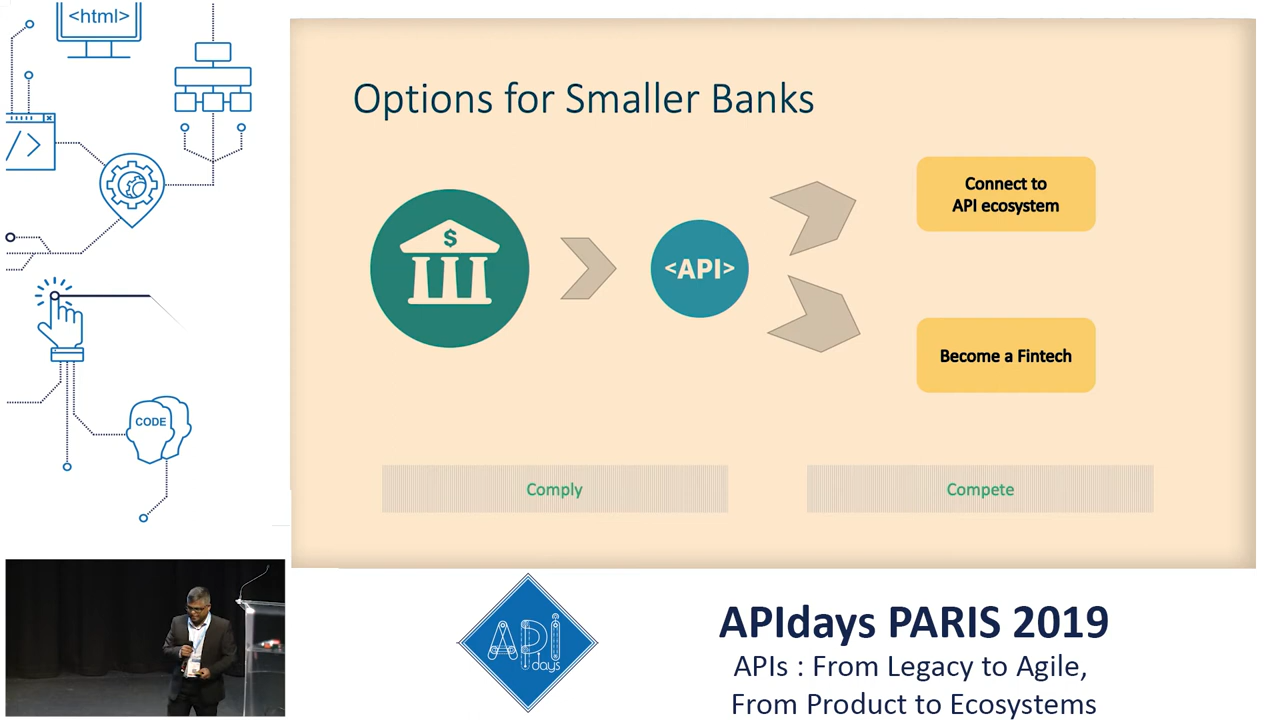 <html>
</>
CODE
Options for Smaller Banks
$
<API>
Connect to
API ecosystem
Become a Fintech
Comply
Compete
API
days
APIdays PARIS 2019
APIs : From Legacy to Agile,
From Product to Ecosystems